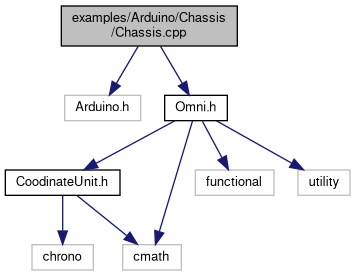 examples/Arduino/Chassis
/Chassis.cpp
Arduino.h
Omni.h
CoodinateUnit.h
functional
utility
chrono
cmath